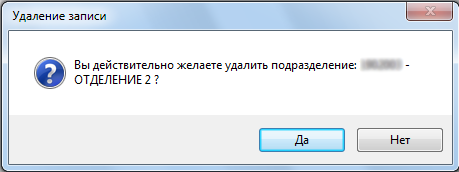 Удаление записи
Вы действительно желаете удалить подразделение: -
ОТДЕЛЕНИЕ 2 ?
Да
Нет